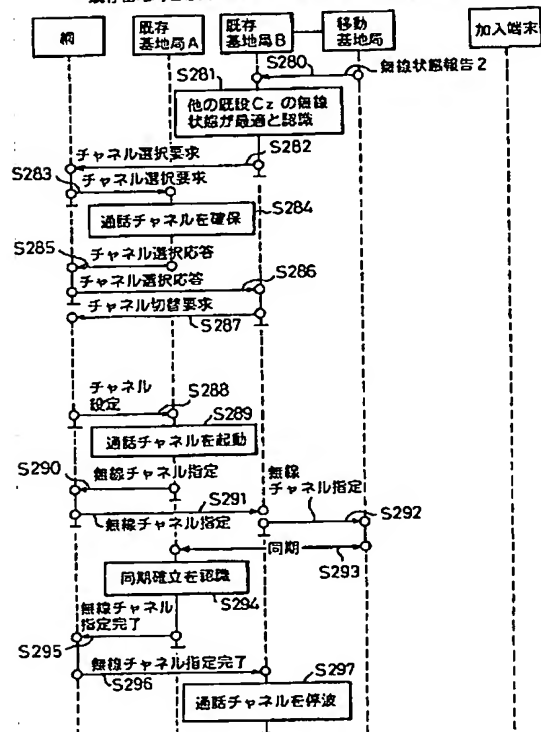 網
既存
基地局A
既存
基地局B
移動
基地局
加入端末
S280
無線状態報告2
S281
他の既設Czの無線
状態が最適と認識
チャネル選択要求
S282
S283
チャネル選択要求
通話チャネルを確保
S284
S285
チャネル選択応答
チャネル選択応答
S286
チャネル切替要求
S287
チャネル
設定
S288
S289
通話チャネルを起動
S290
無線チャネル指定
S291
無線チャネル指定
無線
チャネル指定
S292
同期
S293
同期確立を認識
S294
無線チャネル
指定完了
S295
無線チャネル指定完了
S296
S297
通話チャネルを停波